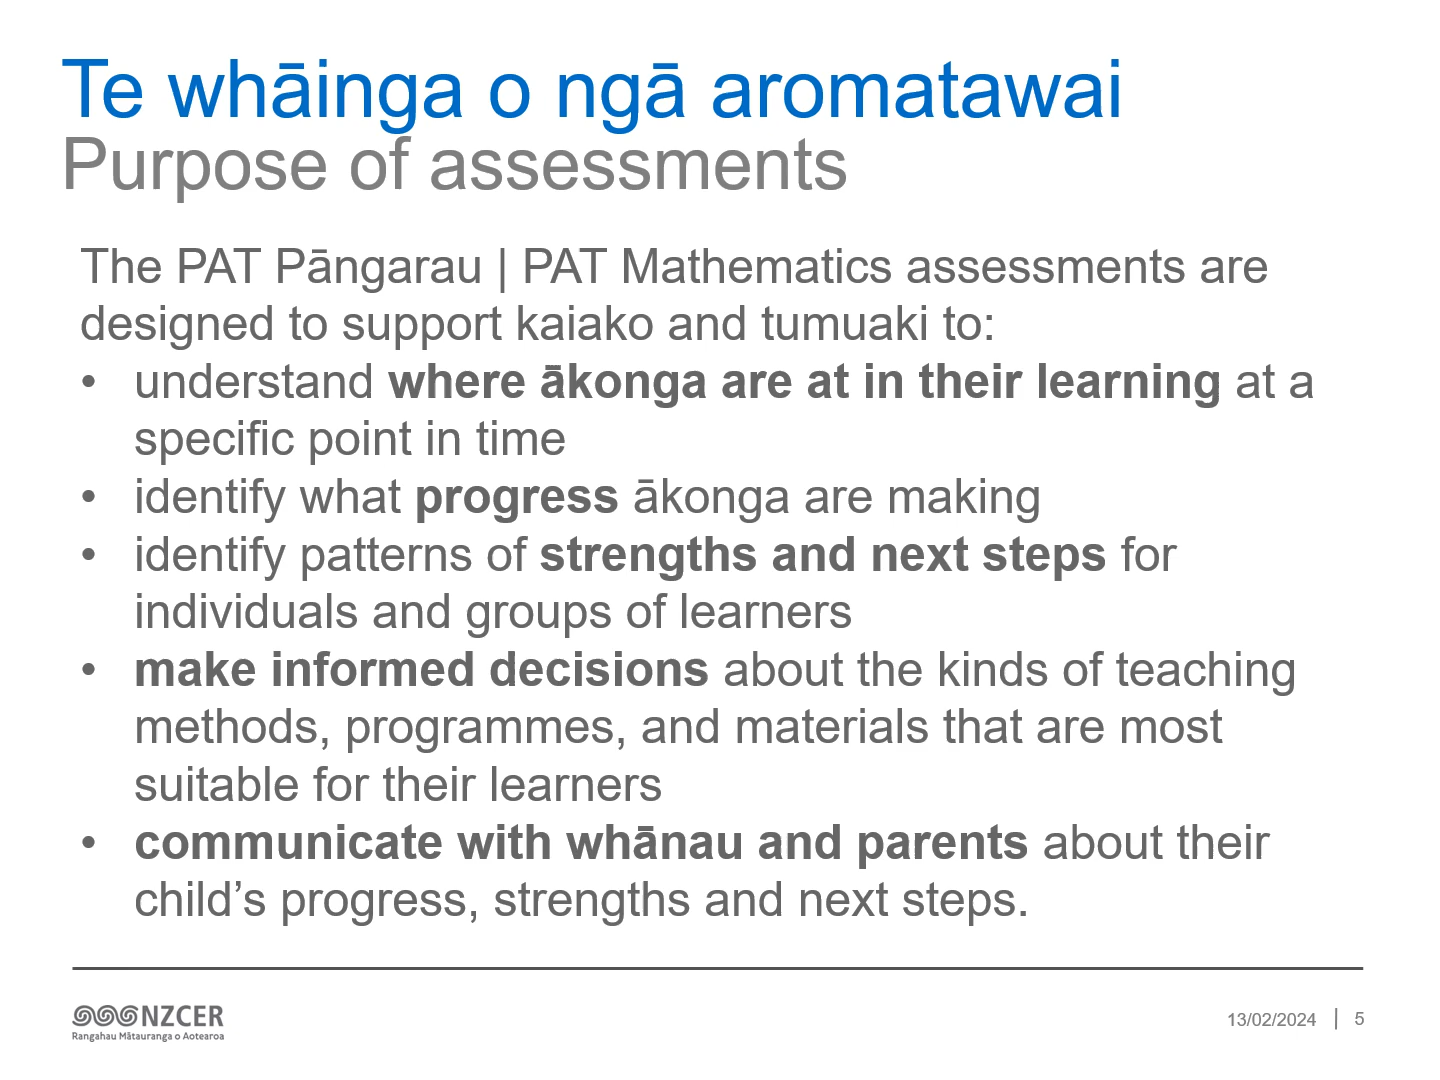 Te whāinga o ngā aromatawai
Purpose of assessments
The PAT Pāngarau | PAT Mathematics assessments are
designed to support kaiako and tumuaki to:
• understand where ākonga are at in their learning at a
specific point in time
• identify what progress ākonga are making
• identify patterns of strengths and next steps for
individuals and groups of learners
• make informed decisions about the kinds of teaching
methods, programmes, and materials that are most
suitable for their learners
• communicate with whānau and parents about their
child’s progress, strengths and next steps.
NZCER
Rangahau Mātauranga o Aotearoa
13/02/2024 | 5